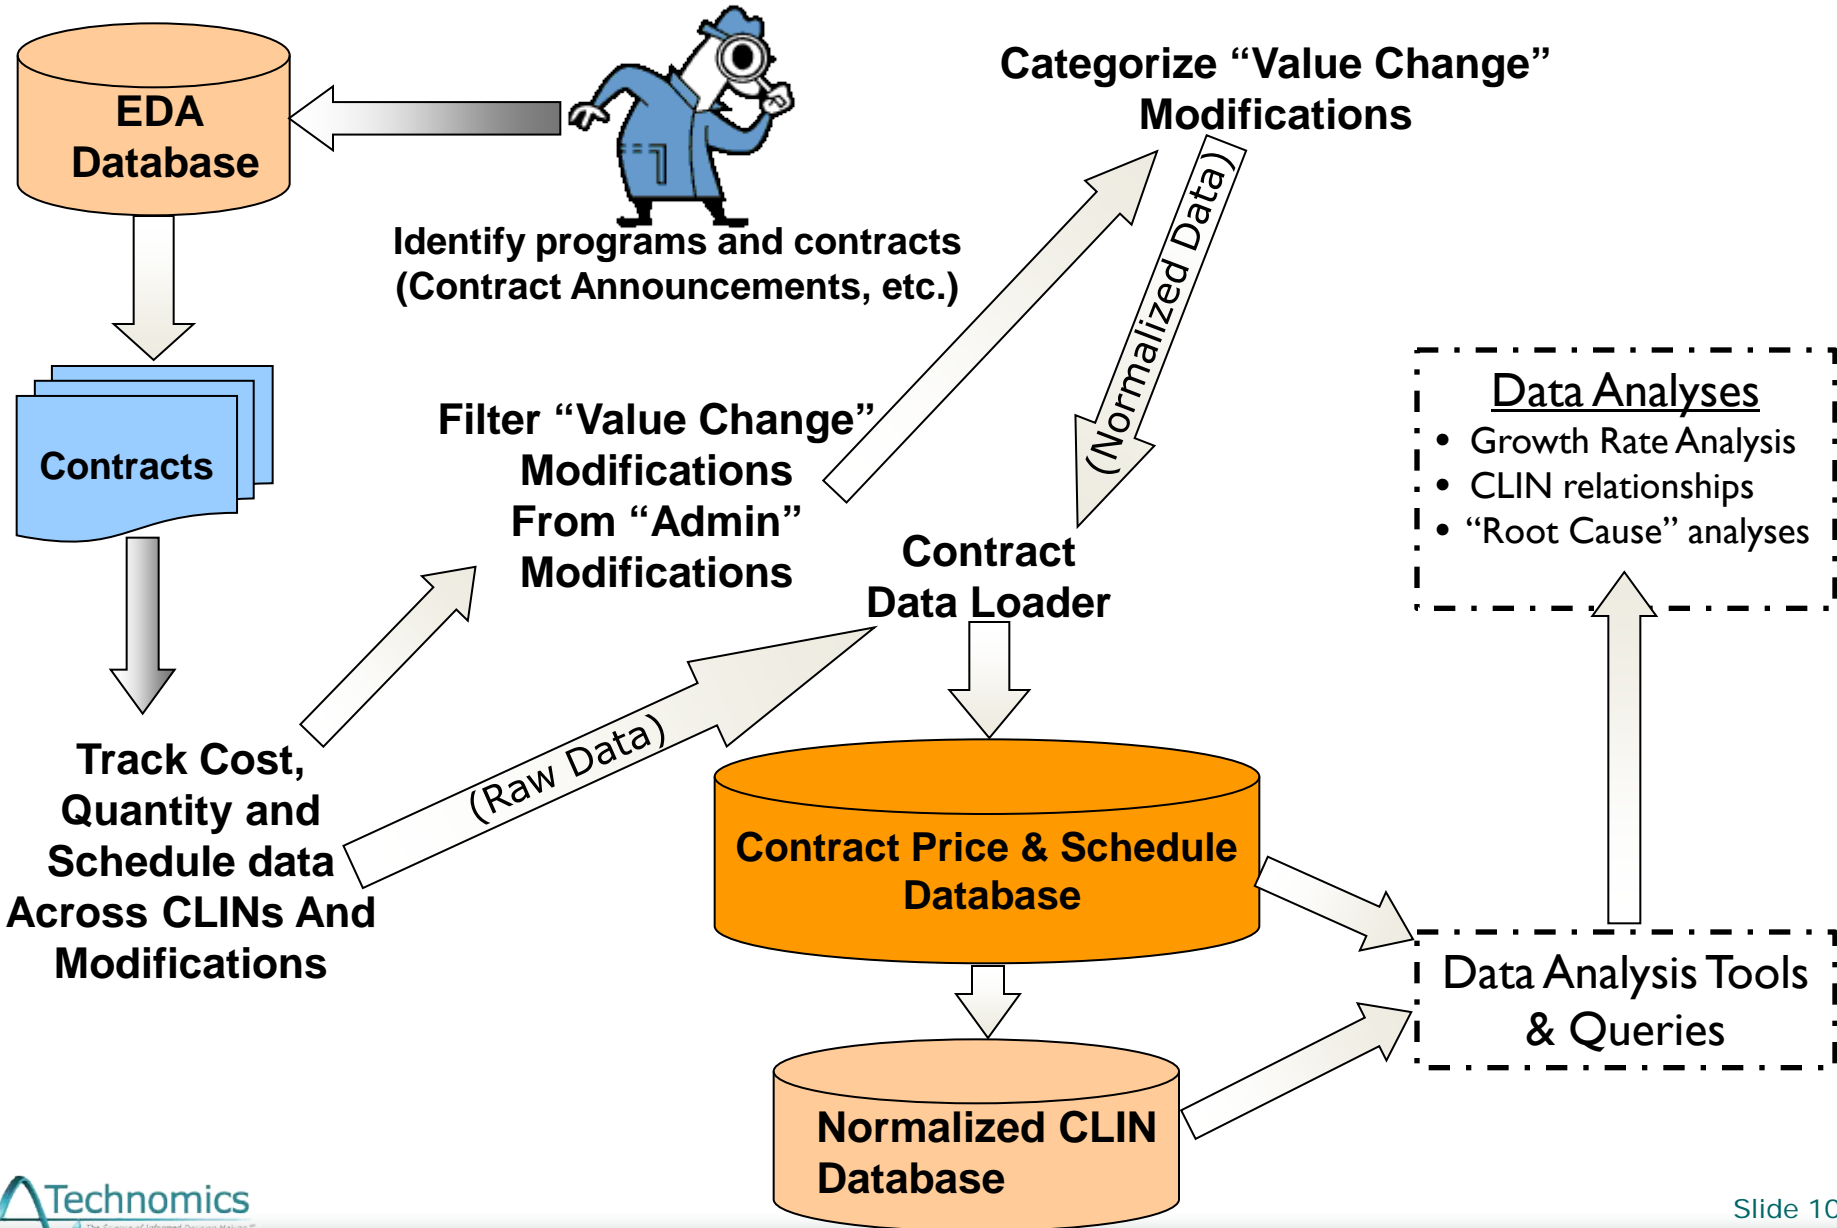 EDA
Database
Identify programs and contracts
(Contract Announcements, etc.)
Categorize “Value Change”
Modifications
(Normalized Data)
Contracts
Filter “Value Change”
Modifications
From “Admin”
Modifications
Contract
Data Loader
Data Analyses
• Growth Rate Analysis
• CLIN relationships
• “Root Cause” analyses
Track Cost,
Quantity and
Schedule data
Across CLINs And
Modifications
(Raw Data)
Contract Price & Schedule
Database
Data Analysis Tools
& Queries
Normalized CLIN
Database
Technomics
Slide 10